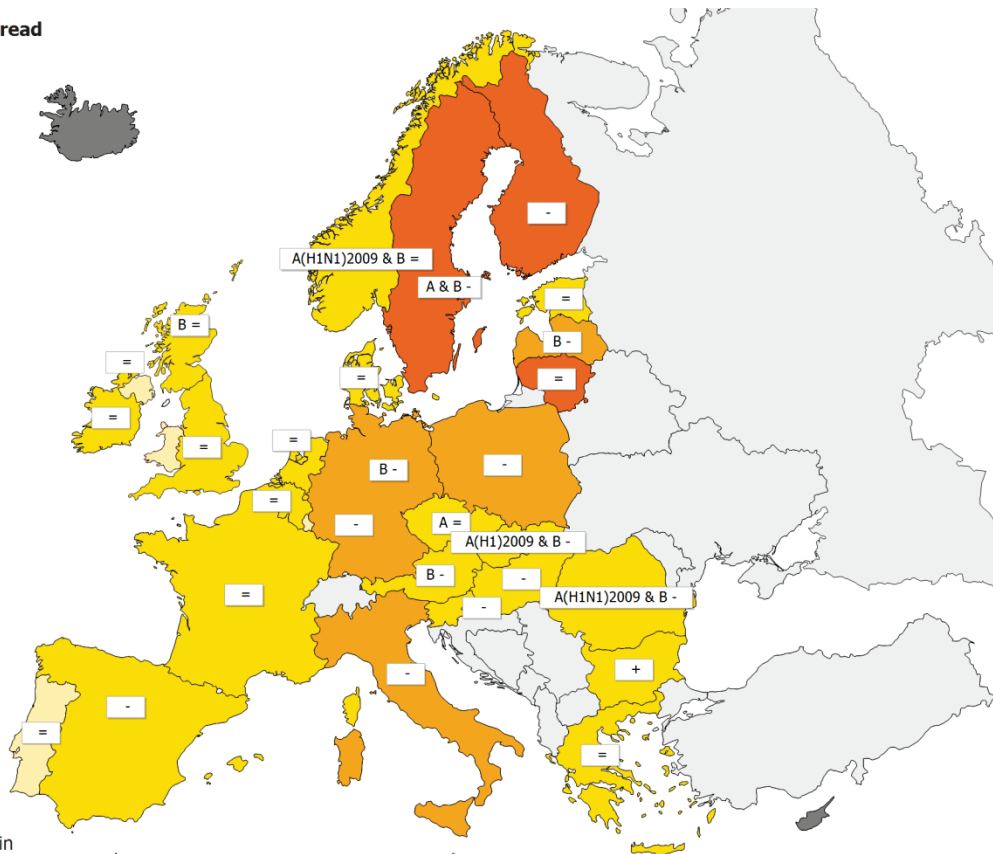 read
-
A(H1N1)2009 & B =
A & B -
=
B =
B -
=
=
=
=
=
=
B -
-
=
-
A =
A(H1)2009 & B -
B -
-
=
A(H1N1)2009 & B -
-
+
-
-
=
=
in